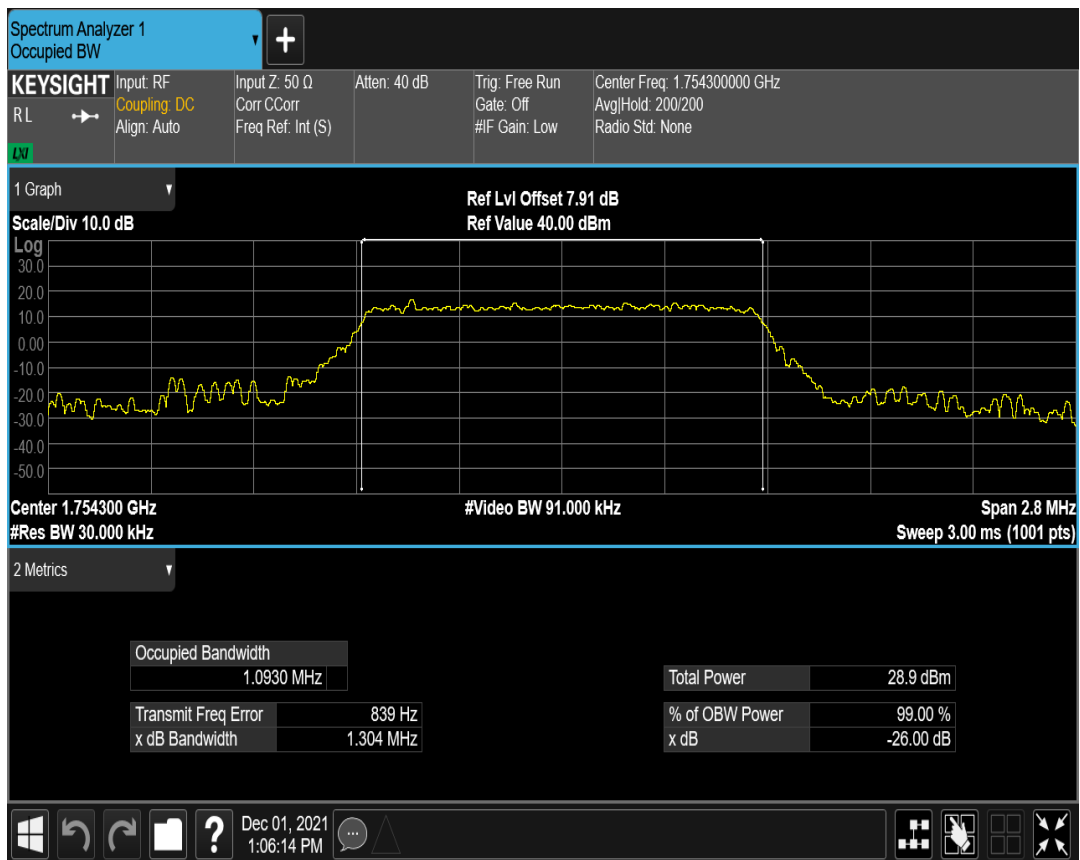 Spectrum Analyzer 1
Occupied BW
+
KEYSIGHT
R L
LXI
Input: RF
Coupling: DC
Align: Auto
Input Z: 50 Ω
Corr CCorr
Freq Ref: Int (S)
Atten: 40 dB
Trig: Free Run
Gate: Off
#IF Gain: Low
Center Freq: 1.754300000 GHz
Avg|Hold: 200/200
Radio Std: None
1 Graph
Ref Lvl Offset 7.91 dB
Scale/Div 10.0 dB
Ref Value 40.00 dBm
Log
30.0
20.0
10.0
0.00
-10.0
-20.0
-30.0
-40.0
-50.0
Center 1.754300 GHz
#Video BW 91.000 kHz
Span 2.8 MHz
#Res BW 30.000 kHz
Sweep 3.00 ms (1001 pts)
2 Metrics
Occupied Bandwidth
1.0930 MHz
Total Power 28.9 dBm
Transmit Freq Error 839 Hz
% of OBW Power 99.00 %
x dB Bandwidth 1.304 MHz
x dB -26.00 dB
?
Dec 01, 2021
1:06:14 PM